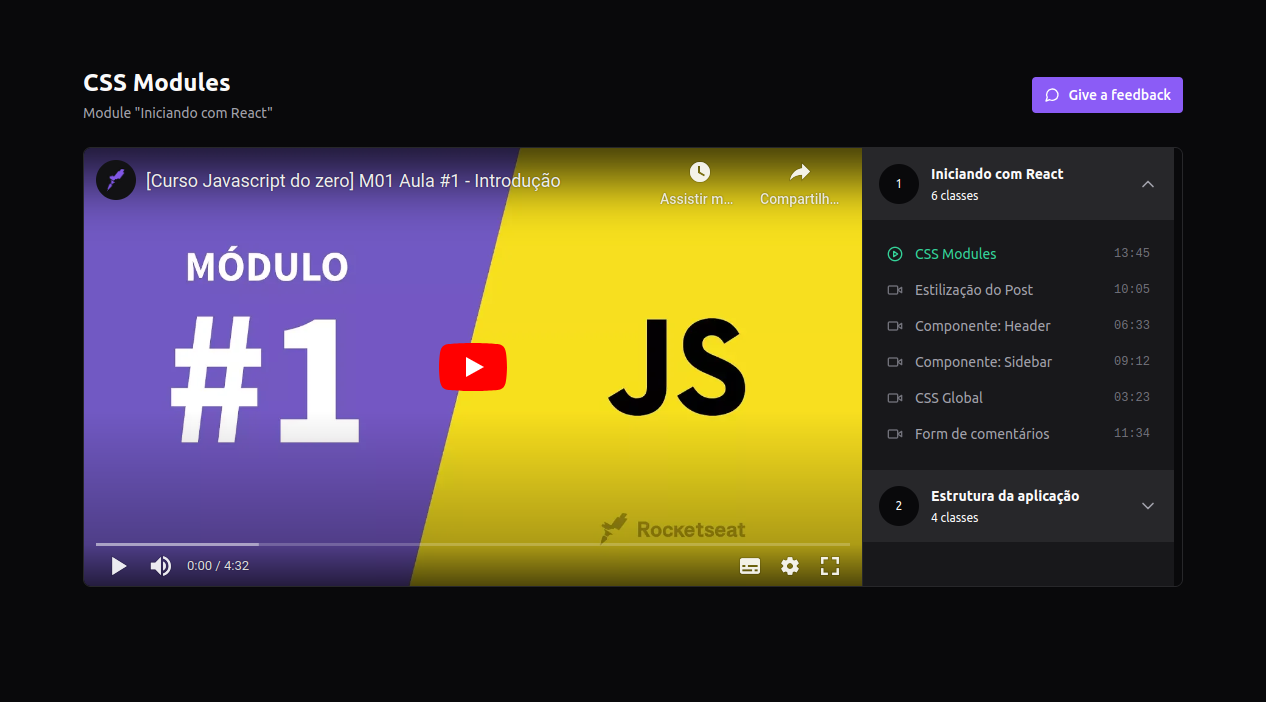 CSS Modules
Module "Iniciando com React"
Give a feedback
[Curso Javascript do zero] M01 Aula #1 - Introdução
Assistir m...
Compartilh...
MÓDULO
#1
JS
Rocketseat
0:00 / 4:32
1
Iniciando com React
6 classes
CSS Modules 13:45
Estilização do Post 10:05
Componente: Header 06:33
Componente: Sidebar 09:12
CSS Global 03:23
Form de comentários 11:34
2
Estrutura da aplicação
4 classes